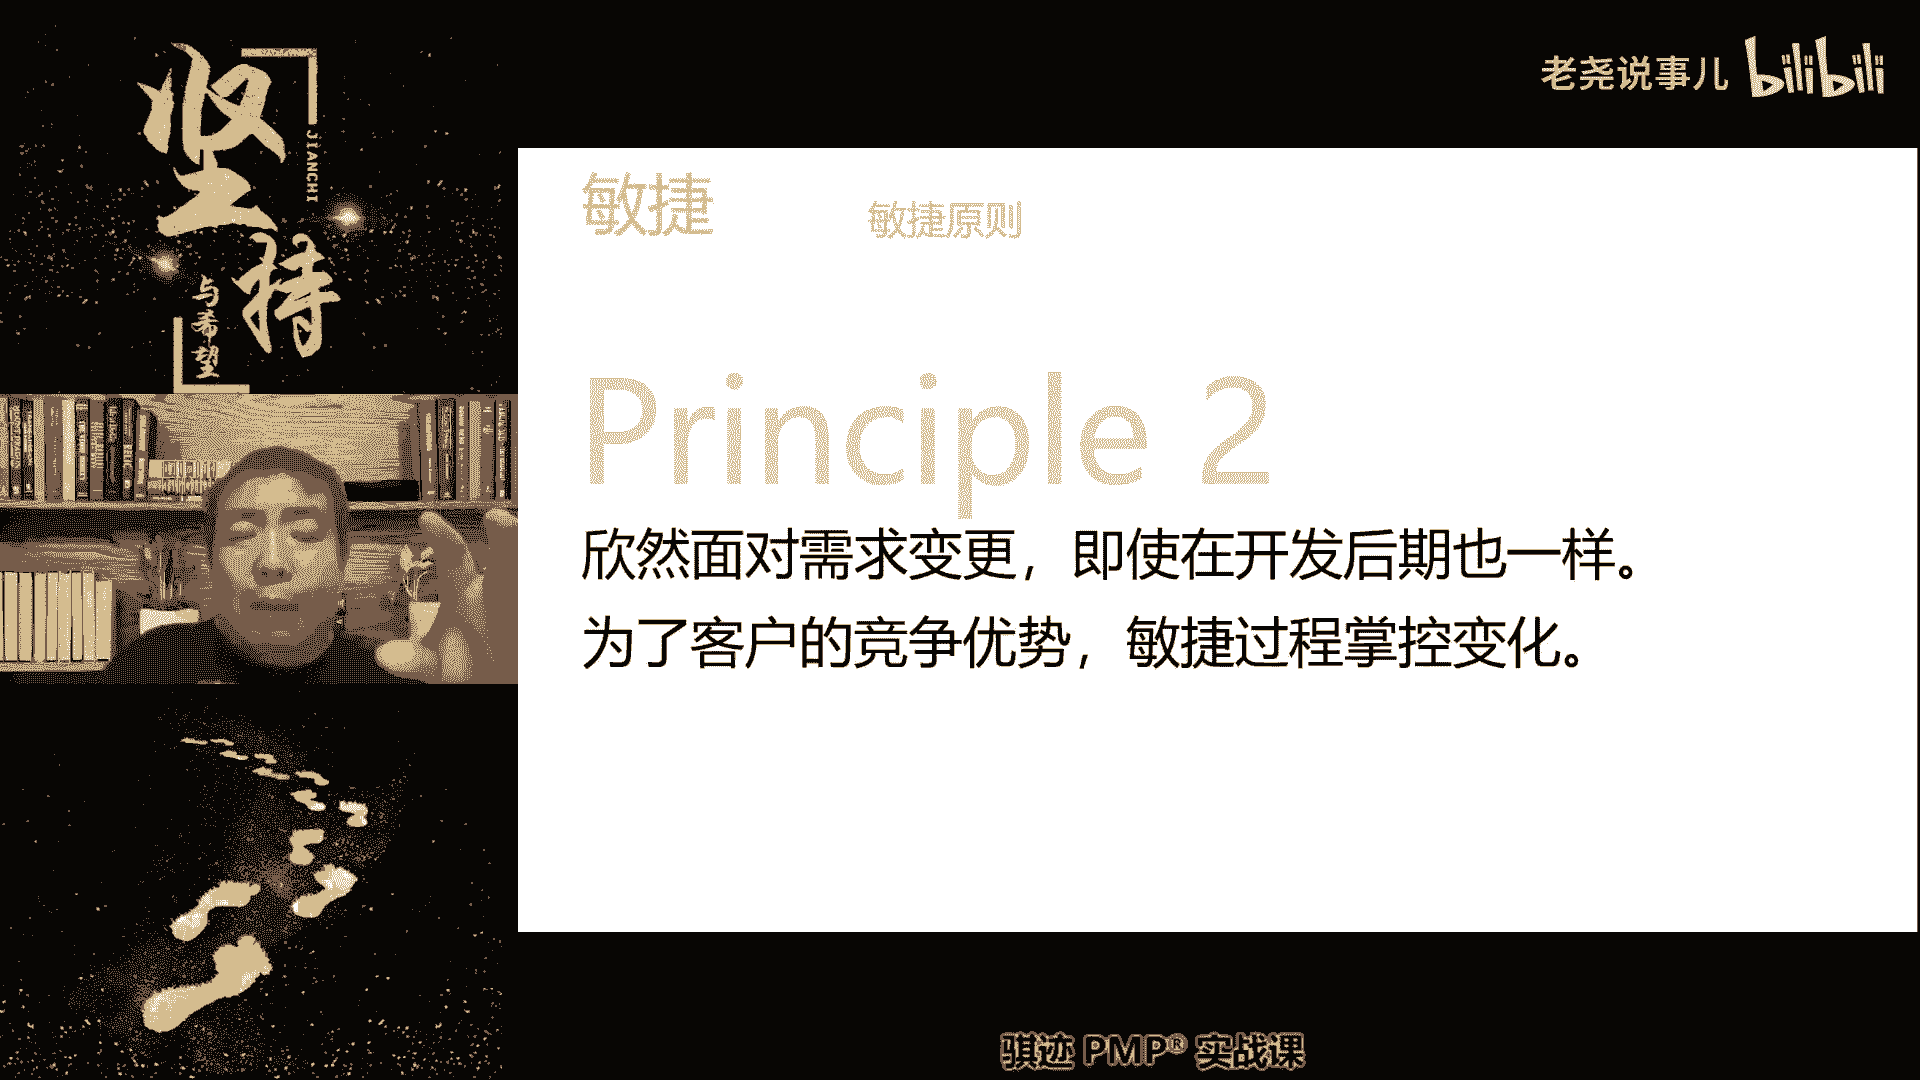 坚持
JIANCHI
与希望
老尧说事儿 bilibili
敏捷 敏捷原则
Principle 2
欣然面对需求变更，即使在开发后期也一样。
为了客户的竞争优势，敏捷过程掌控变化。
骐迹 PMP® 实战课